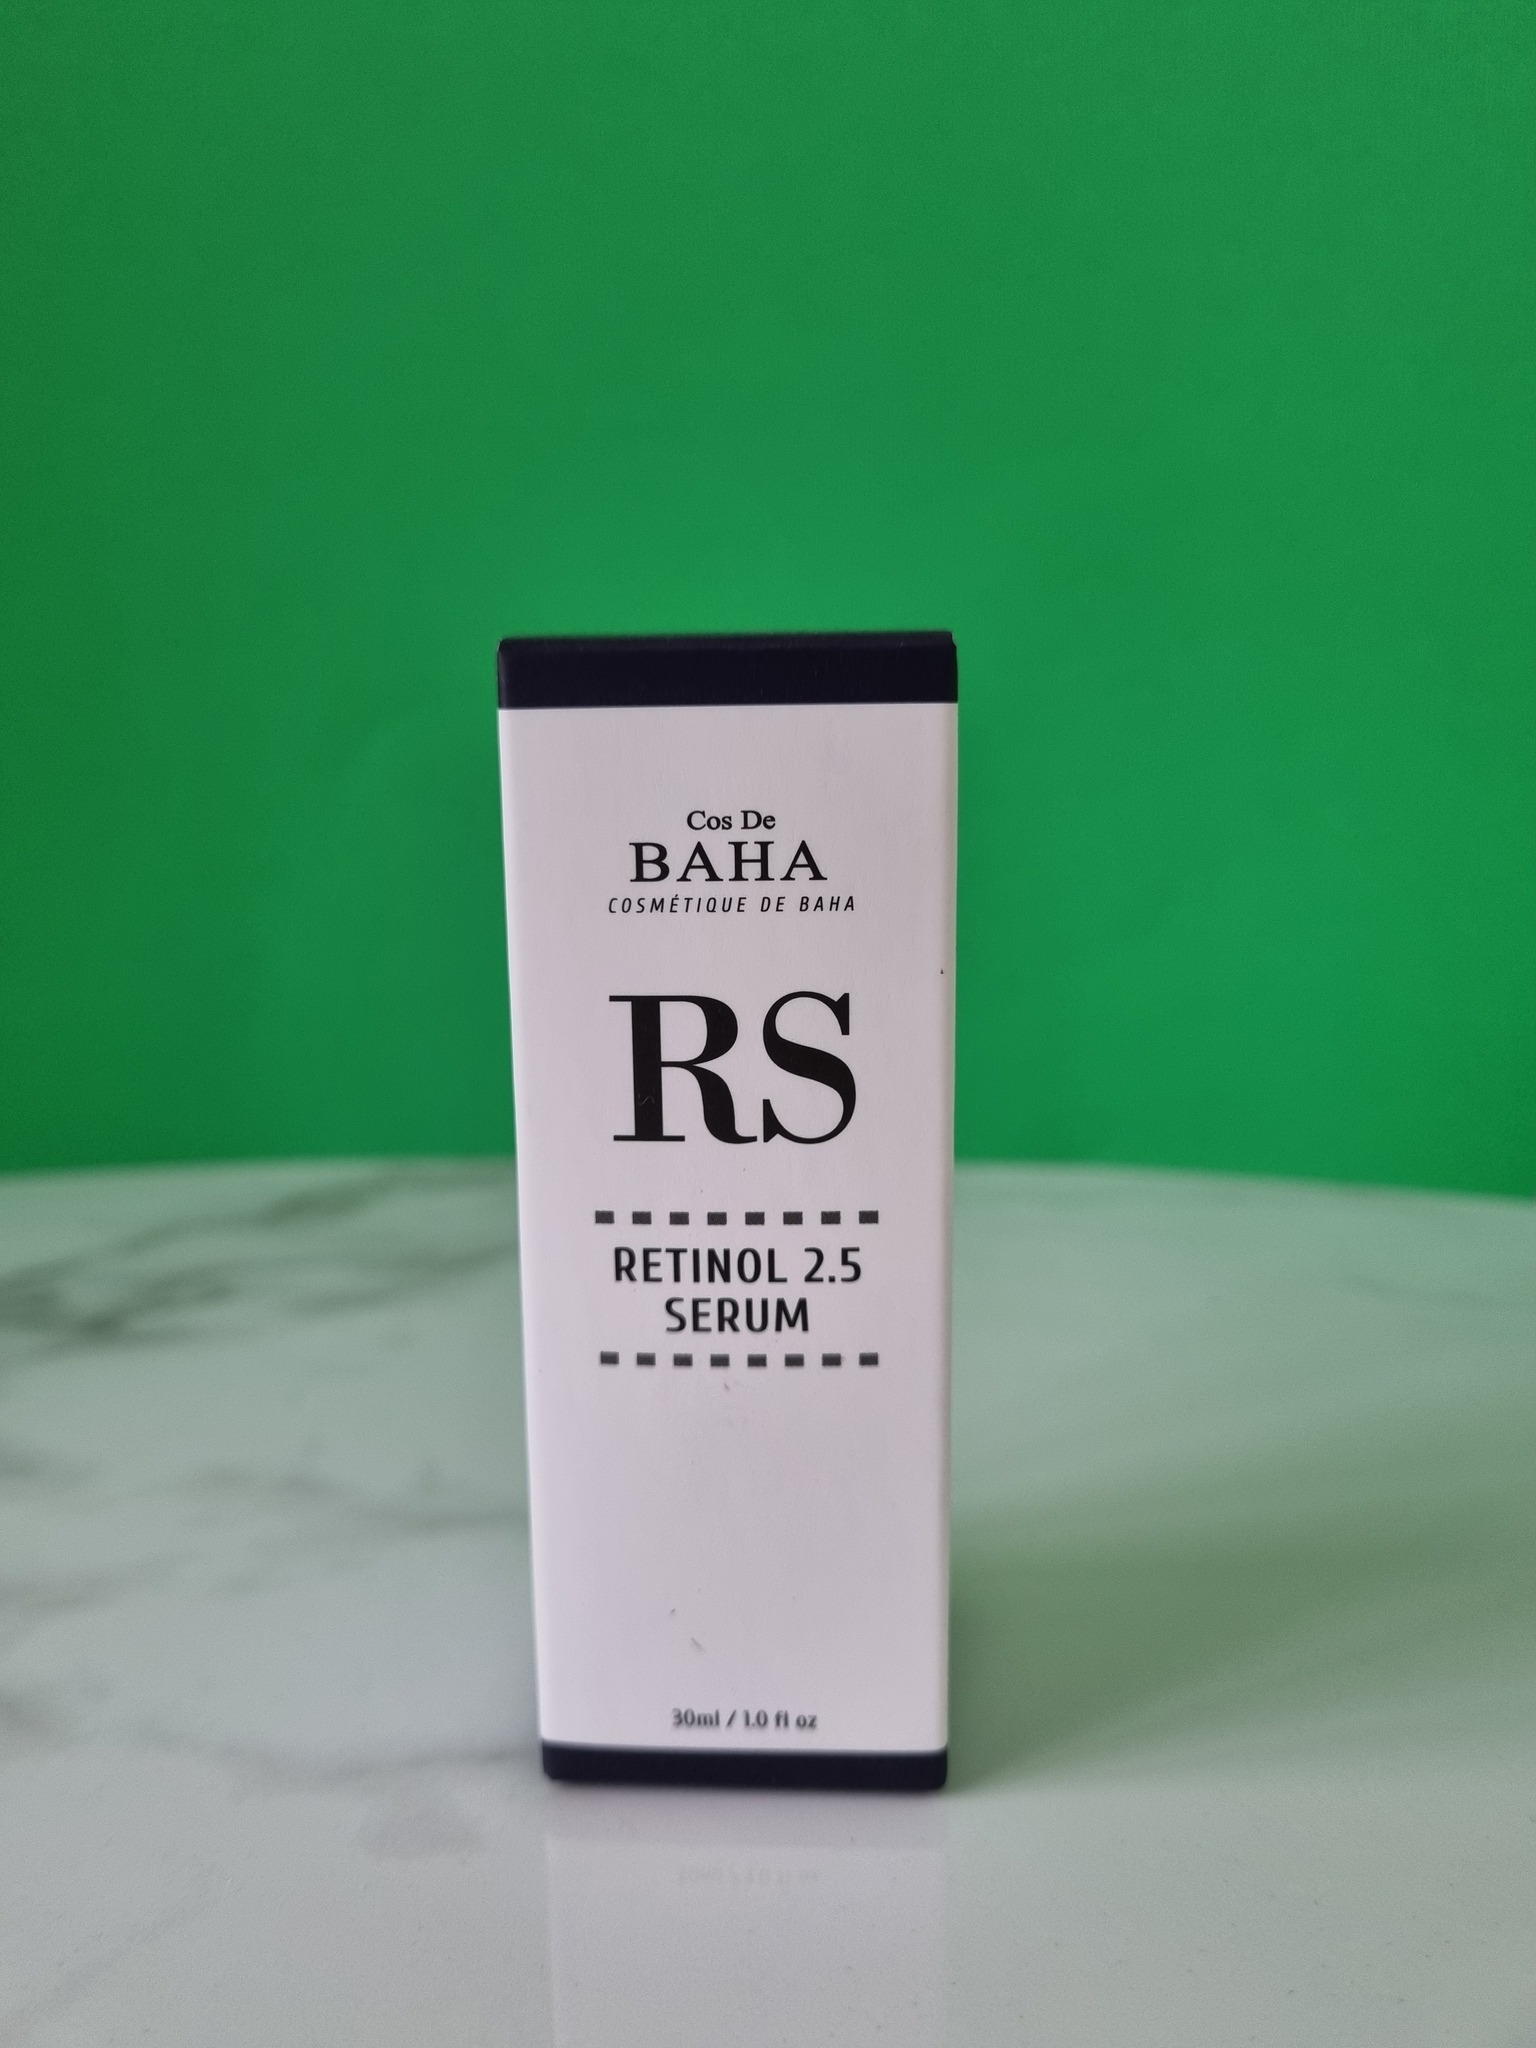 Cos De
BAHA
COSMÉTIQUE DE BAHA
RS
RETINOL 2.5
SERUM
30ml / 1.0 fl oz